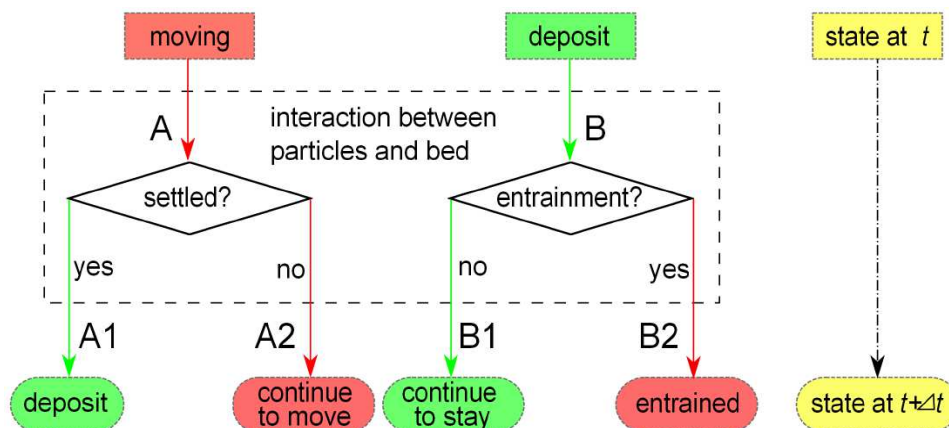 moving
deposit
state at t
A
interaction between
particles and bed
B
settled?
entrainment?
yes
no
no
yes
A1
A2
B1
B2
deposit
continue
to move
continue
to stay
entrained
state at t+Δt